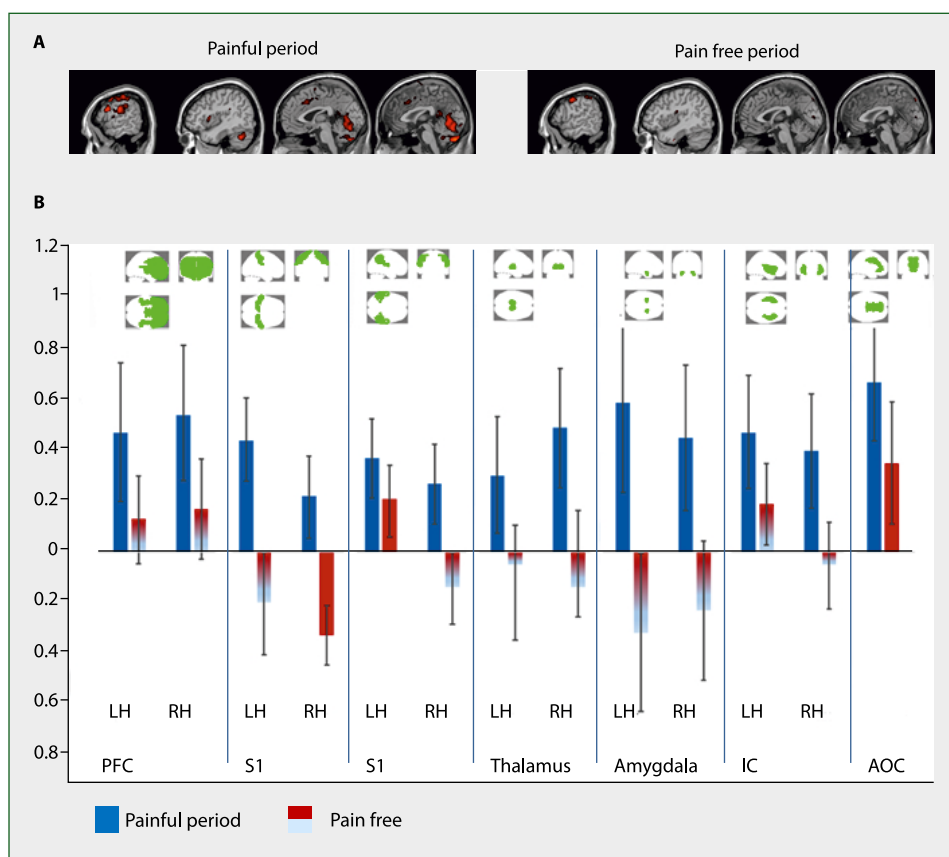 A
Painful period
Pain free period
B
1.2
1
0.8
0.6
0.4
0.2
0
0.2
0.4
0.6
0.8
LH RH LH RH LH RH LH RH LH RH LH RH
PFC S1 S1 Thalamus Amygdala IC AOC
Painful period Pain free